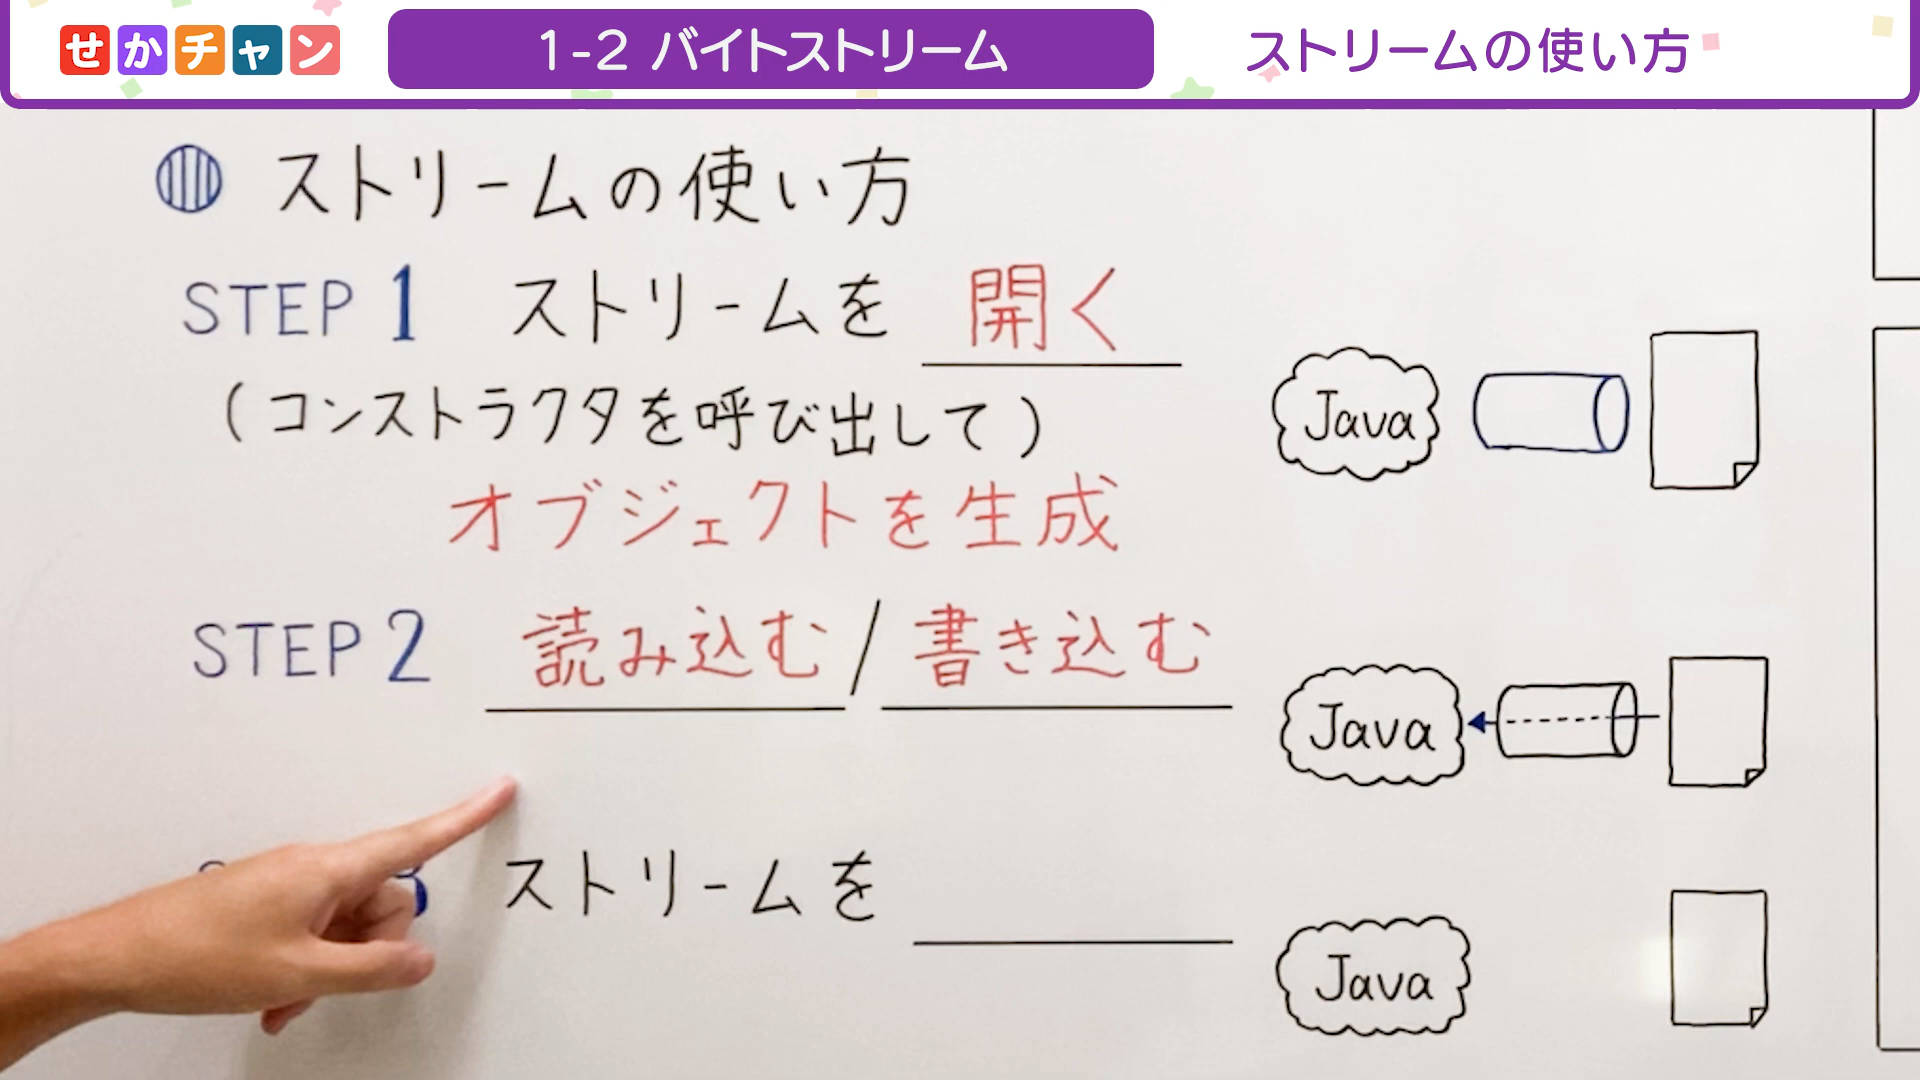 せかチャン
1-2 バイトストリーム
ストリームの使い方
ストリームの使い方
STEP 1 ストリームを 開く
(コンストラクタを呼び出して)
オブジェクトを生成
Java
STEP 2 読み込む/書き込む
Java
3 ストリームを
Java